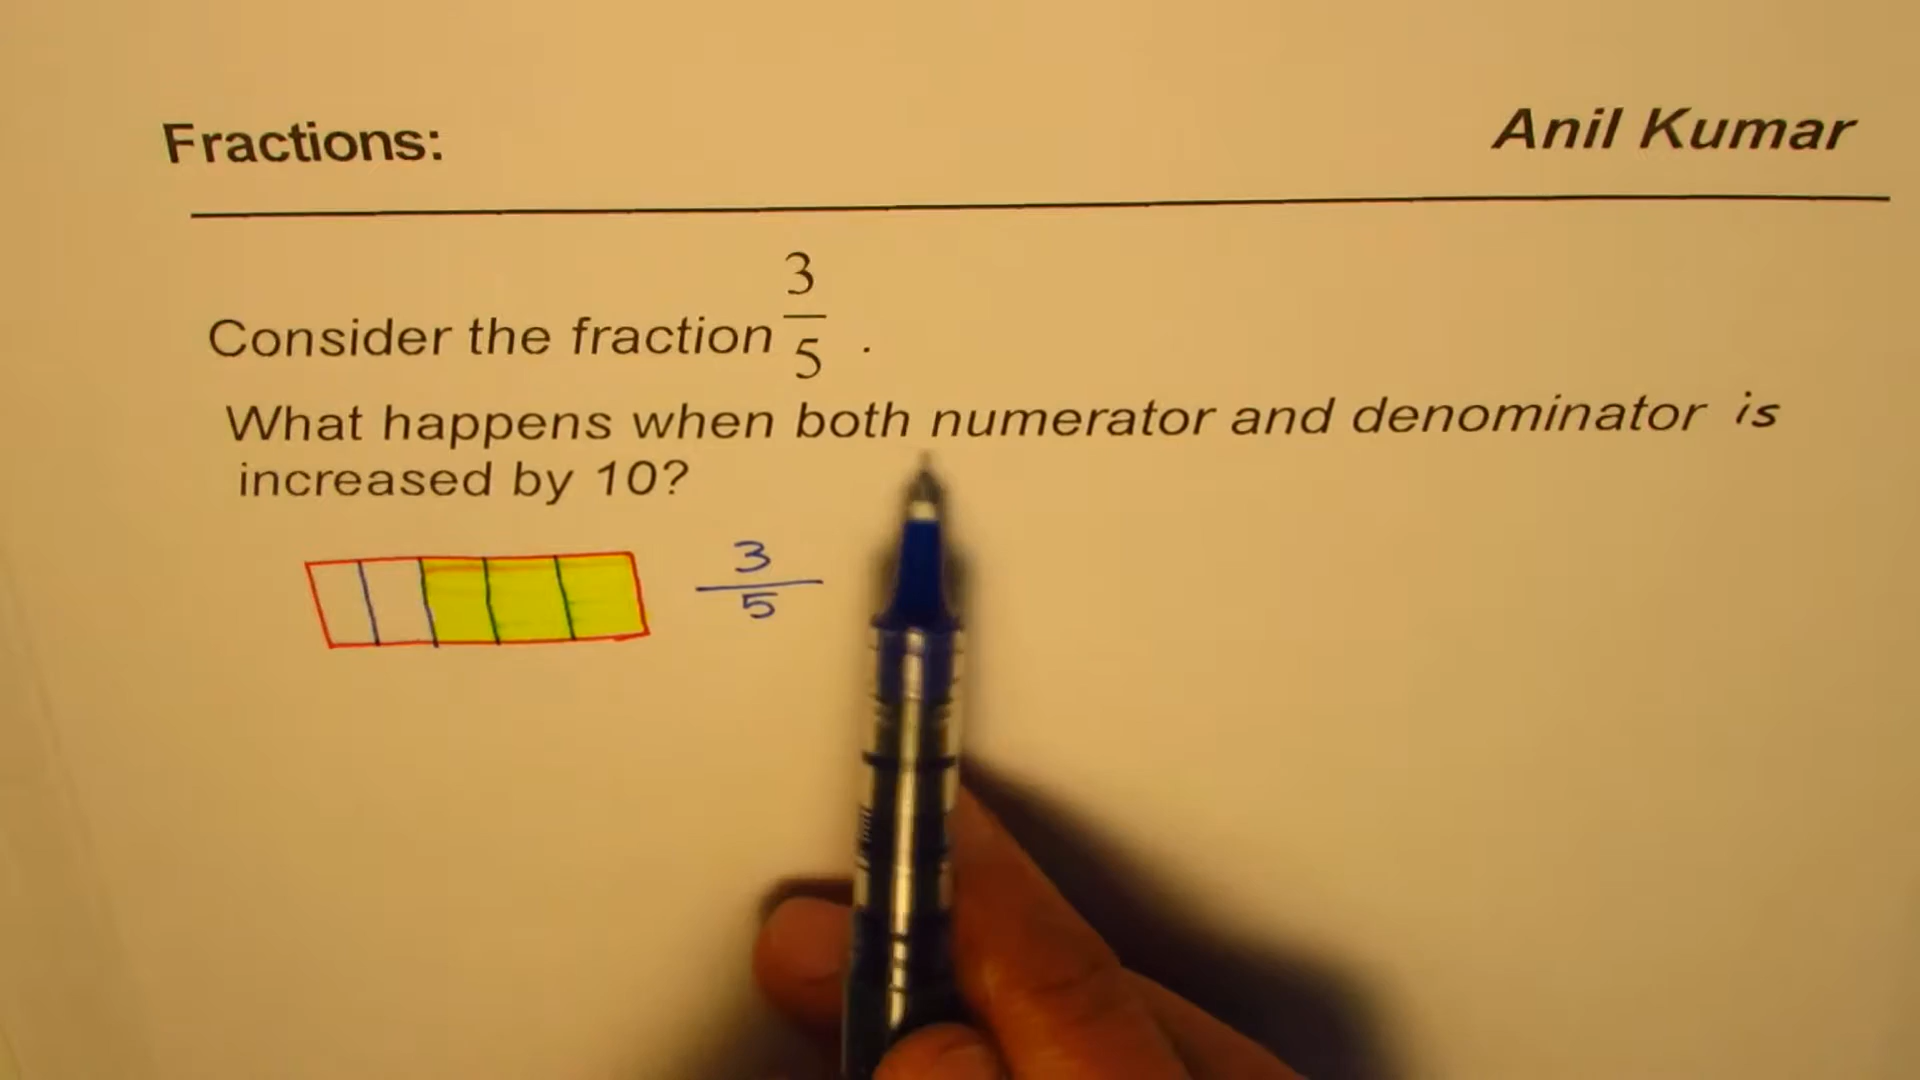 Fractions: Anil Kumar
3
Consider the fraction — .
5
What happens when both numerator and denominator is
increased by 10?
3
5